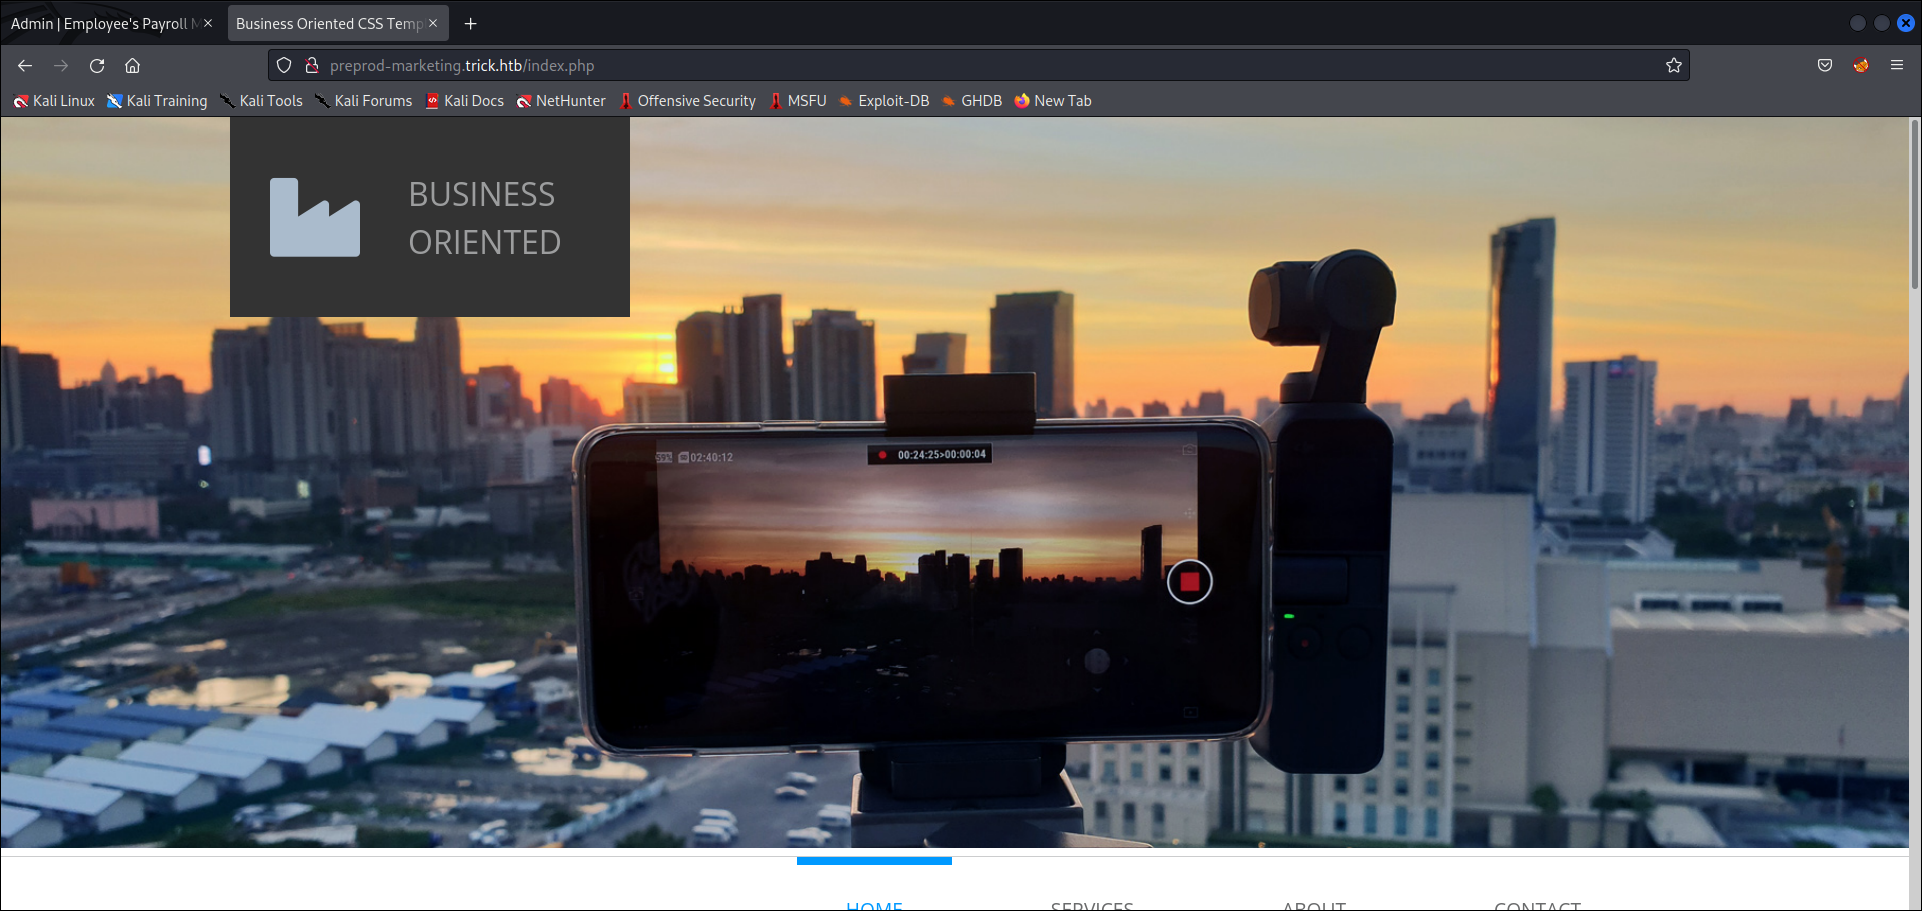 Admin | Employee's Payroll M
Business Oriented CSS Temp
preprod-marketing.trick.htb/index.php
Kali Linux
Kali Training
Kali Tools
Kali Forums
Kali Docs
NetHunter
Offensive Security
MSFU
Exploit-DB
GHDB
New Tab
BUSINESS
ORIENTED
59% 02:40:12
00:24:25>00:00:04
HOME
SERVICES
ABOUT
CONTACT